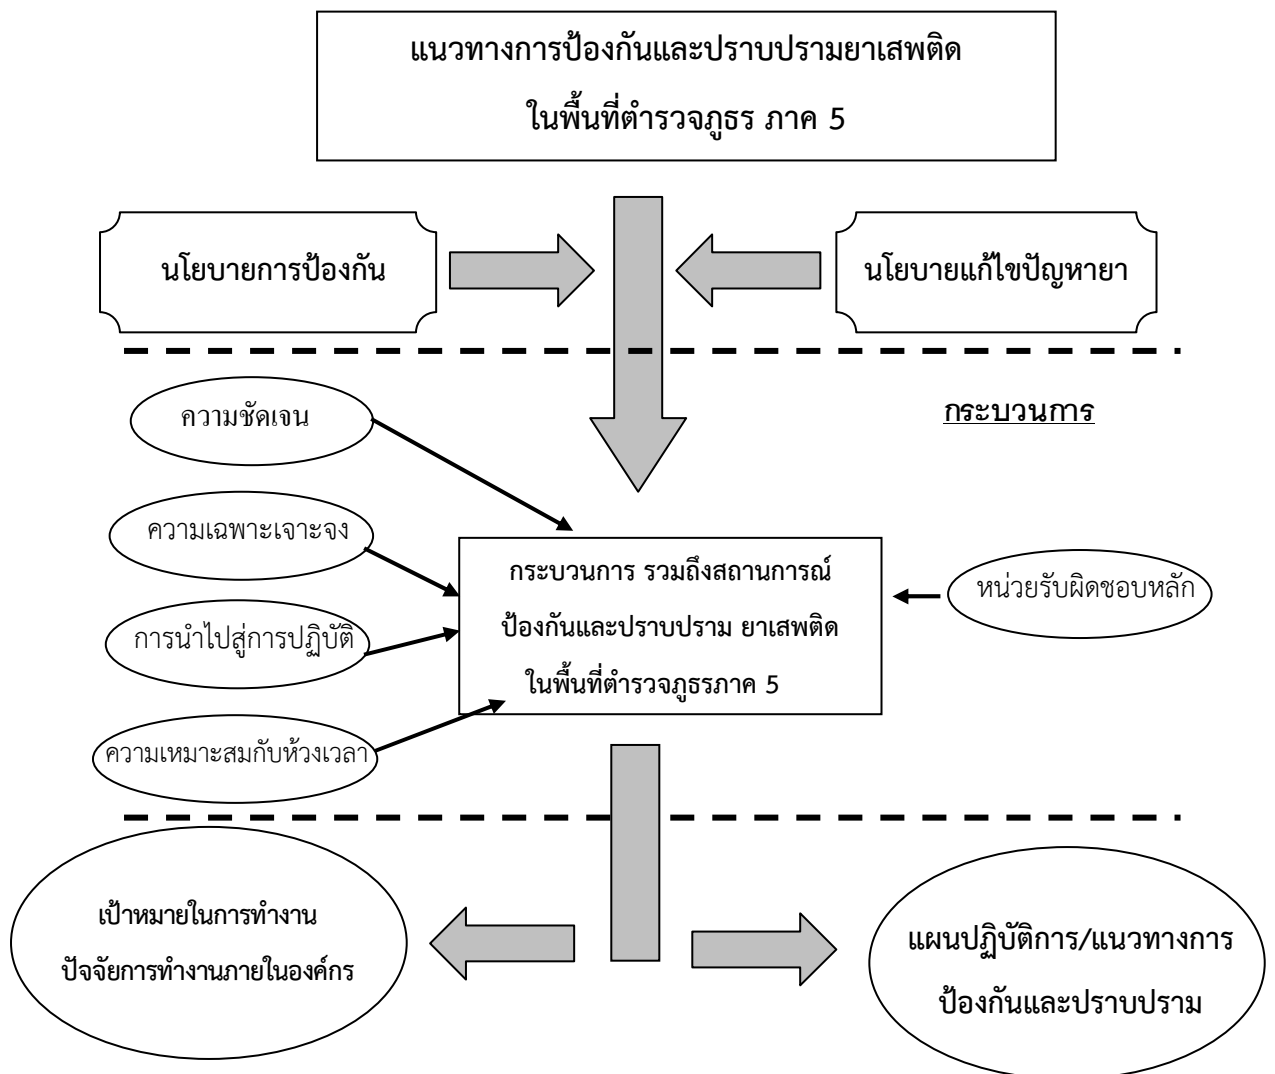 แนวทางการป้องกันและปราบปรามยาเสพติด
ในพื้นที่ตำรวจภูธร ภาค 5
นโยบายการป้องกัน
นโยบายแก้ไขปัญหายา
ความชัดเจน
กระบวนการ
ความเฉพาะเจาะจง
กระบวนการ รวมถึงสถานการณ์
ป้องกันและปราบปราม ยาเสพติด
ในพื้นที่ตำรวจภูธรภาค 5
หน่วยรับผิดชอบหลัก
การนำไปสู่การปฏิบัติ
ความเหมาะสมกับห้วงเวลา
เป้าหมายในการทำงาน
ปัจจัยการทำงานภายในองค์กร
แผนปฏิบัติการ/แนวทางการ
ป้องกันและปราบปราม